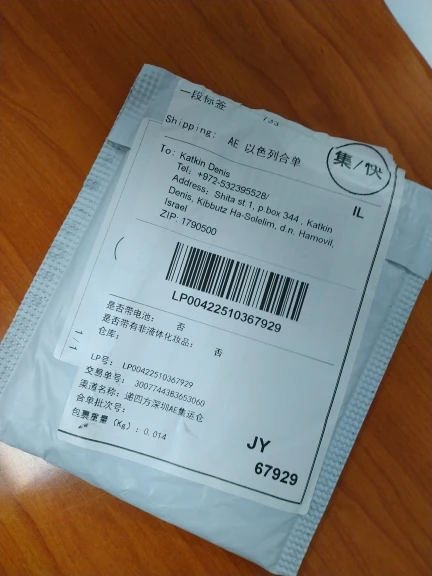 一段标签
Shipping: AE 以色列合单
集/快
To: Katkin Denis
Tel: +972-532395528/
Address: Shita st.1, p.box 344 , Katkin
Denis, Kibbutz Ha-Solelim, d.n. Hamovil,
Israel
ZIP: 1790500
IL
LP00422510367929
是否带电池: 否
是否带有非液体化妆品: 否
仓库:
LP号: LP00422510367929
交易单号: 3007744383653060
渠道名称: 递四方深圳AE集运仓
合单批次号:
包裹重量 (Kg): 0.014
JY
67929